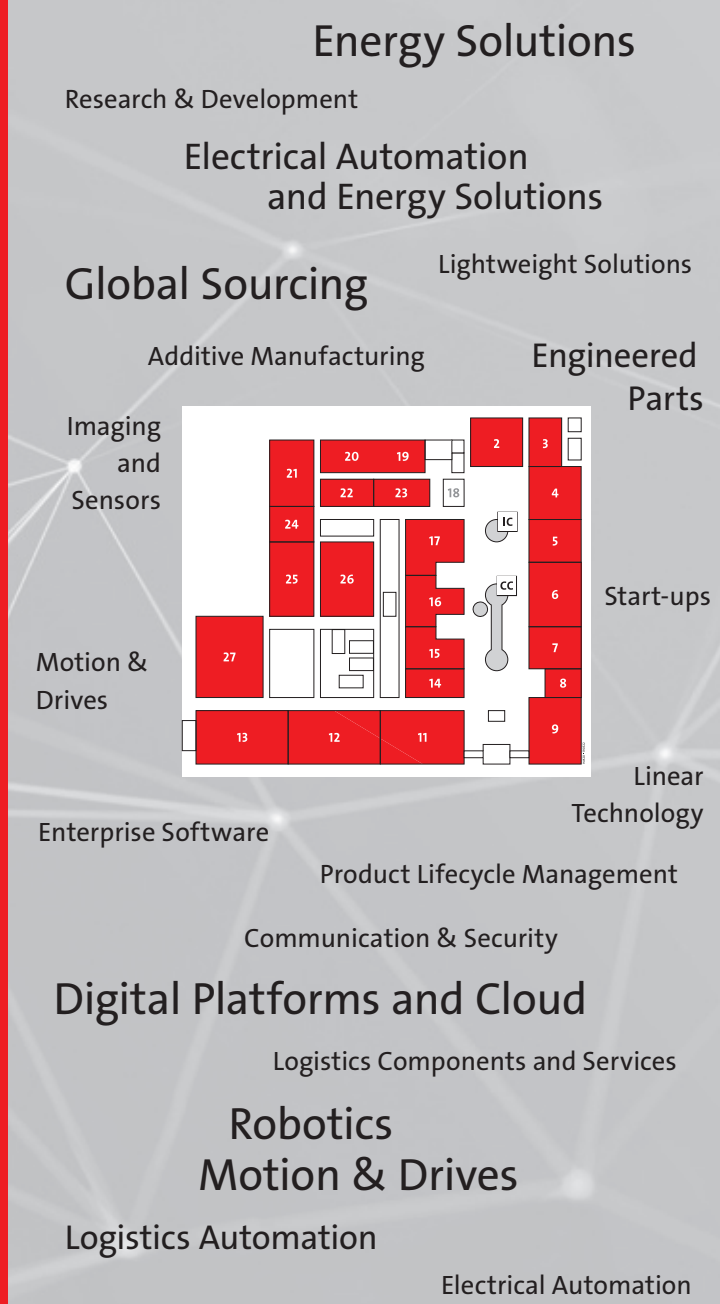 Energy Solutions
Research & Development
Electrical Automation
and Energy Solutions
Lightweight Solutions
Global Sourcing
Additive Manufacturing
Engineered
Parts
Imaging
and
Sensors
2
3
20
19
21
4
22
23
18
24
IC
17
5
25
26
CC
16
6
Start-ups
27
15
7
14
8
Motion &
Drives
13
12
11
9
Linear
Technology
Enterprise Software
Product Lifecycle Management
Communication & Security
Digital Platforms and Cloud
Logistics Components and Services
Robotics
Motion & Drives
Logistics Automation
Electrical Automation